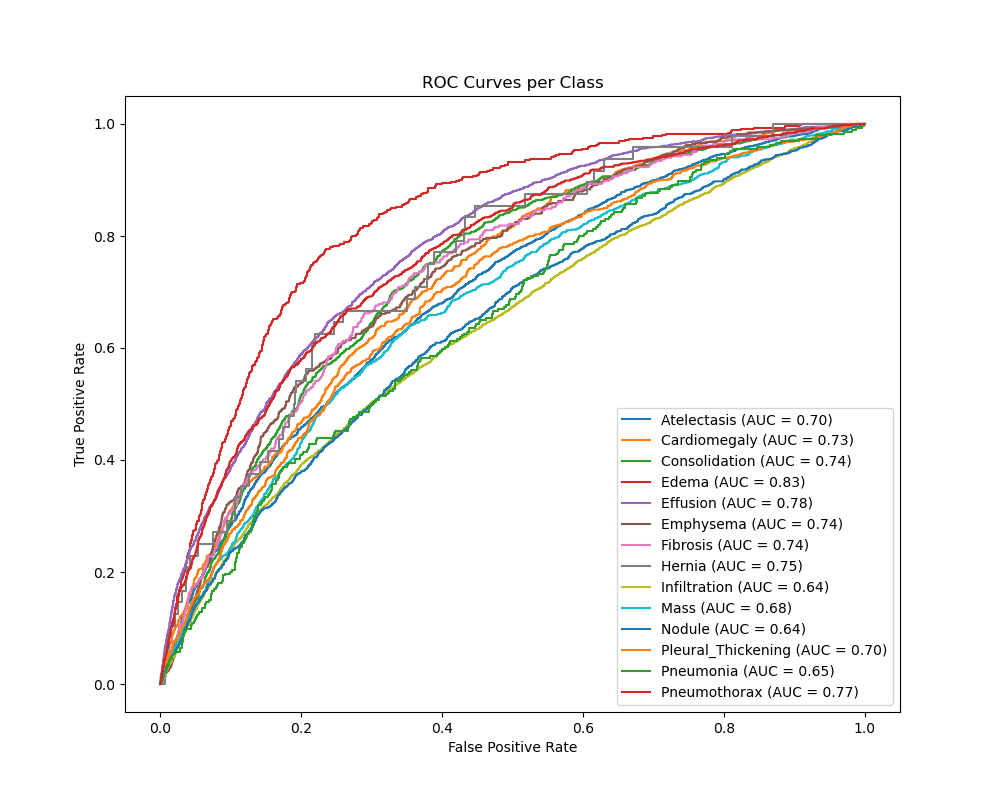 ROC Curves per Class
1.0
0.8
0.6
0.4
0.2
0.0
True Positive Rate
Atelectasis (AUC = 0.70)
Cardiomegaly (AUC = 0.73)
Consolidation (AUC = 0.74)
Edema (AUC = 0.83)
Effusion (AUC = 0.78)
Emphysema (AUC = 0.74)
Fibrosis (AUC = 0.74)
Hernia (AUC = 0.75)
Infiltration (AUC = 0.64)
Mass (AUC = 0.68)
Nodule (AUC = 0.64)
Pleural_Thickening (AUC = 0.70)
Pneumonia (AUC = 0.65)
Pneumothorax (AUC = 0.77)
0.0 0.2 0.4 0.6 0.8 1.0
False Positive Rate